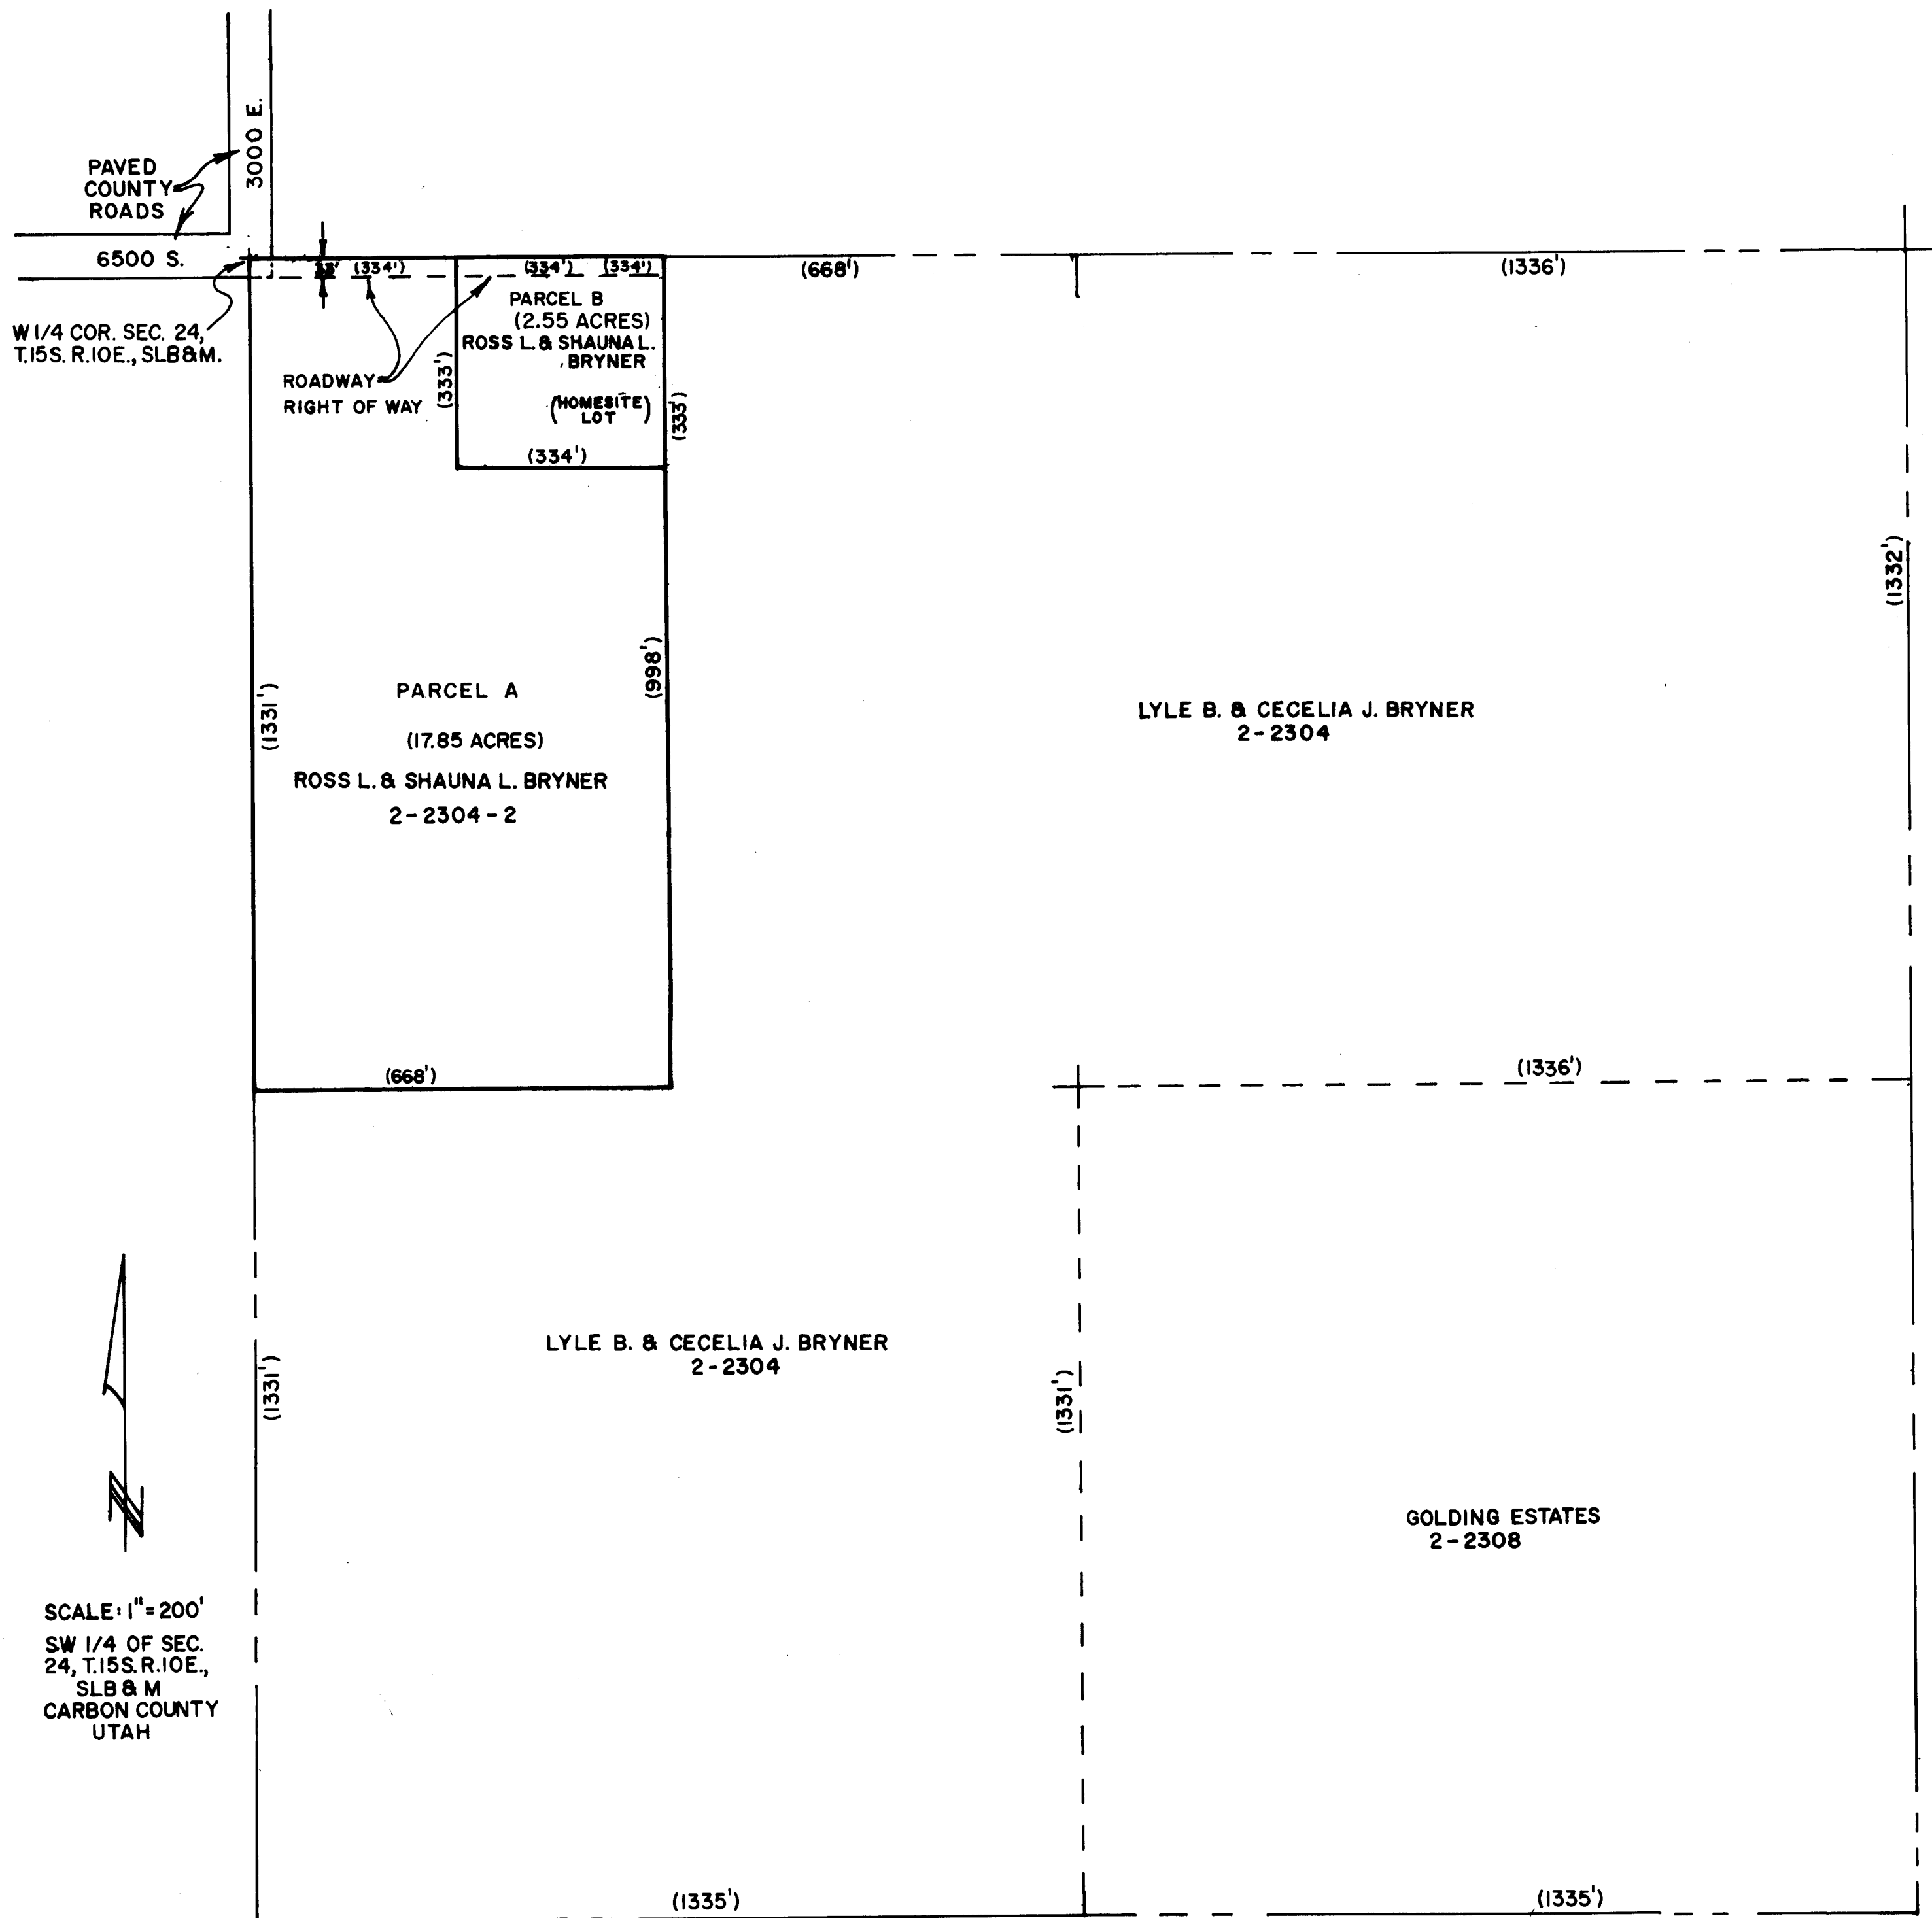 3000 E.
PAVED
COUNTY
ROADS
6500 S.
33'
(334')
(334')
(334')
(668')
(1336')
W 1/4 COR. SEC. 24,
T.15S. R.10E., SLB&M.
PARCEL B
(2.55 ACRES)
ROSS L. & SHAUNA L.
BRYNER
(HOMESITE
LOT)
ROADWAY
RIGHT OF WAY
(333')
(333')
(334')
(1332')
(998')
(1331')
PARCEL A
(17.85 ACRES)
ROSS L. & SHAUNA L. BRYNER
2-2304-2
LYLE B. & CECELIA J. BRYNER
2-2304
(668')
(1336')
LYLE B. & CECELIA J. BRYNER
2-2304
(1331')
(1331')
GOLDING ESTATES
2-2308
N
SCALE: 1"=200'
SW 1/4 OF SEC.
24, T.15S. R.10E.,
SLB & M
CARBON COUNTY
UTAH
(1335')
(1335')